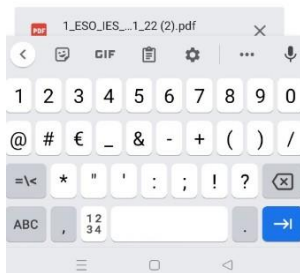 PDF 1_ESO_IES_...1_22 (2).pdf
GIF
1 2 3 4 5 6 7 8 9 0
@ # € _ & - + ( ) /
=\< * " ' : ; ! ?
ABC , 12 34 .